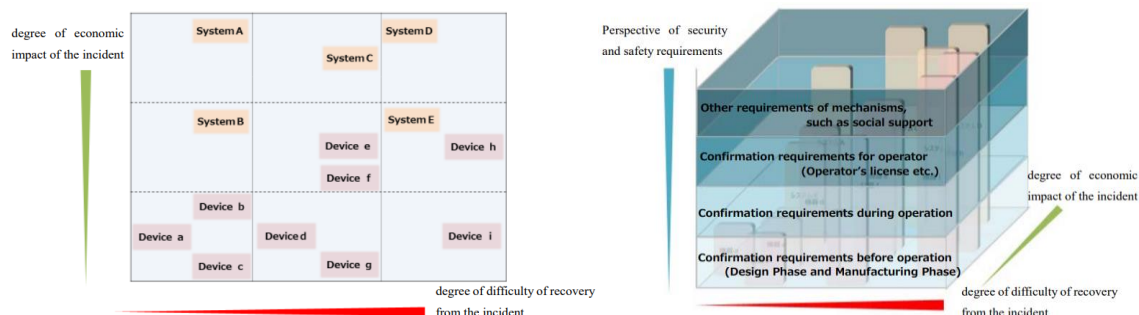 degree of economic
impact of the incident
System A
System D
System C
System B
System E
Device e
Device h
Device f
Device b
Device a
Device d
Device i
Device c
Device g
degree of difficulty of recovery
from the incident
Perspective of security
and safety requirements
Other requirements of mechanisms,
such as social support
Confirmation requirements for operator
(Operator's license etc.)
degree of economic
impact of the incident
Confirmation requirements during operation
Confirmation requirements before operation
(Design Phase and Manufacturing Phase)
degree of difficulty of recovery
from the incident